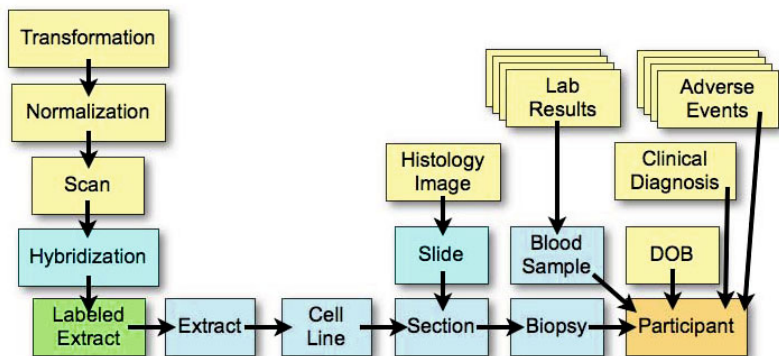 Transformation
Normalization
Scan
Hybridization
Labeled
Extract
Extract
Cell
Line
Histology
Image
Slide
Section
Lab
Results
Blood
Sample
Biopsy
Adverse
Events
Clinical
Diagnosis
DOB
Participant